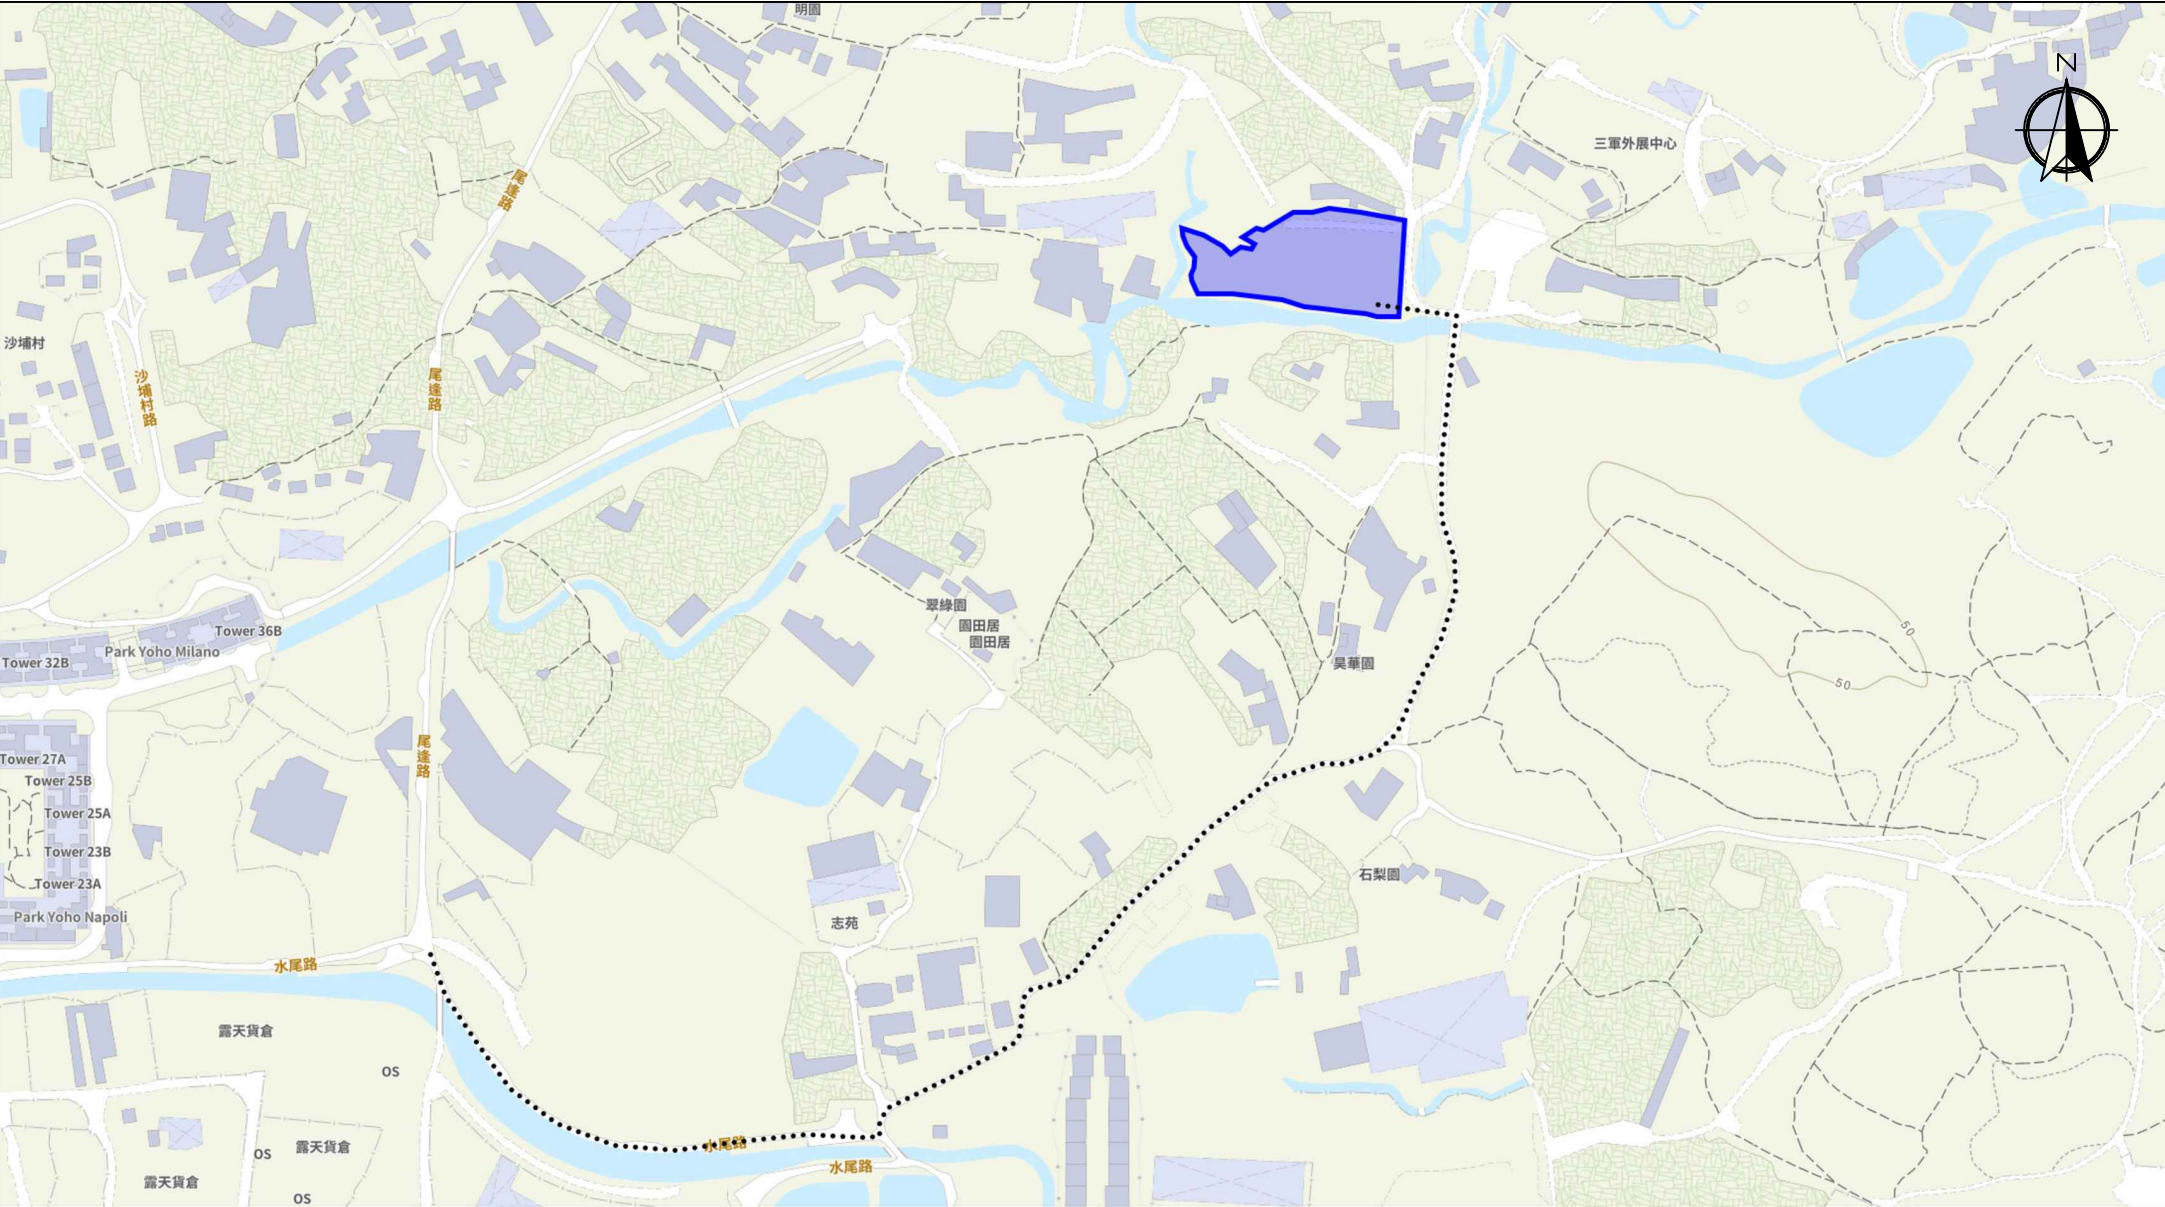 明園
N
三軍外展中心
尾逢路
沙埔村
沙埔村路
尾逢路
50
50
翠綠園
園田居
園田居
Tower 36B
Park Yoho Milano
Tower 32B
昊華園
尾逢路
Tower 27A
Tower 25B
Tower 25A
Tower 23B
Tower 23A
Park Yoho Napoli
石梨園
志苑
水尾路
露天貨倉
OS
水尾路
露天貨倉
OS
水尾路
露天貨倉
OS